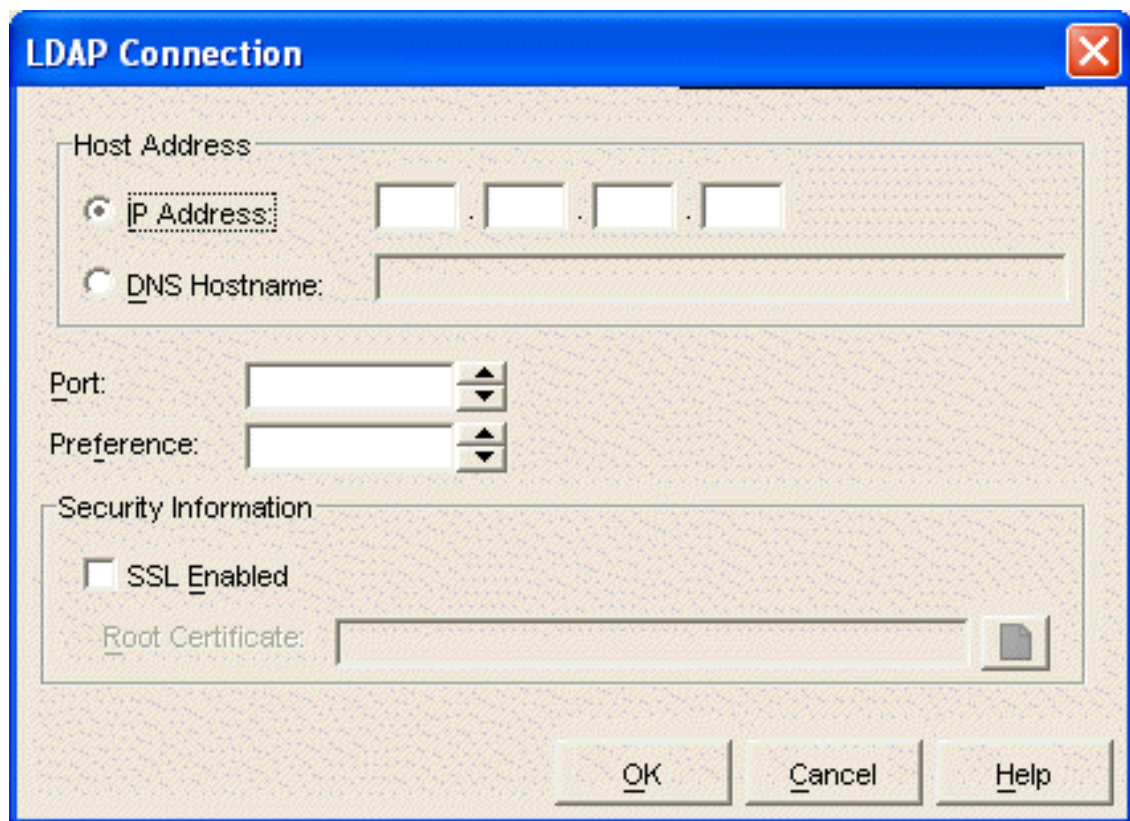 LDAP Connection
Host Address
IP Address:
. . .
DNS Hostname:
Port:
Preference:
Security Information
SSL Enabled
Root Certificate:
OK Cancel Help